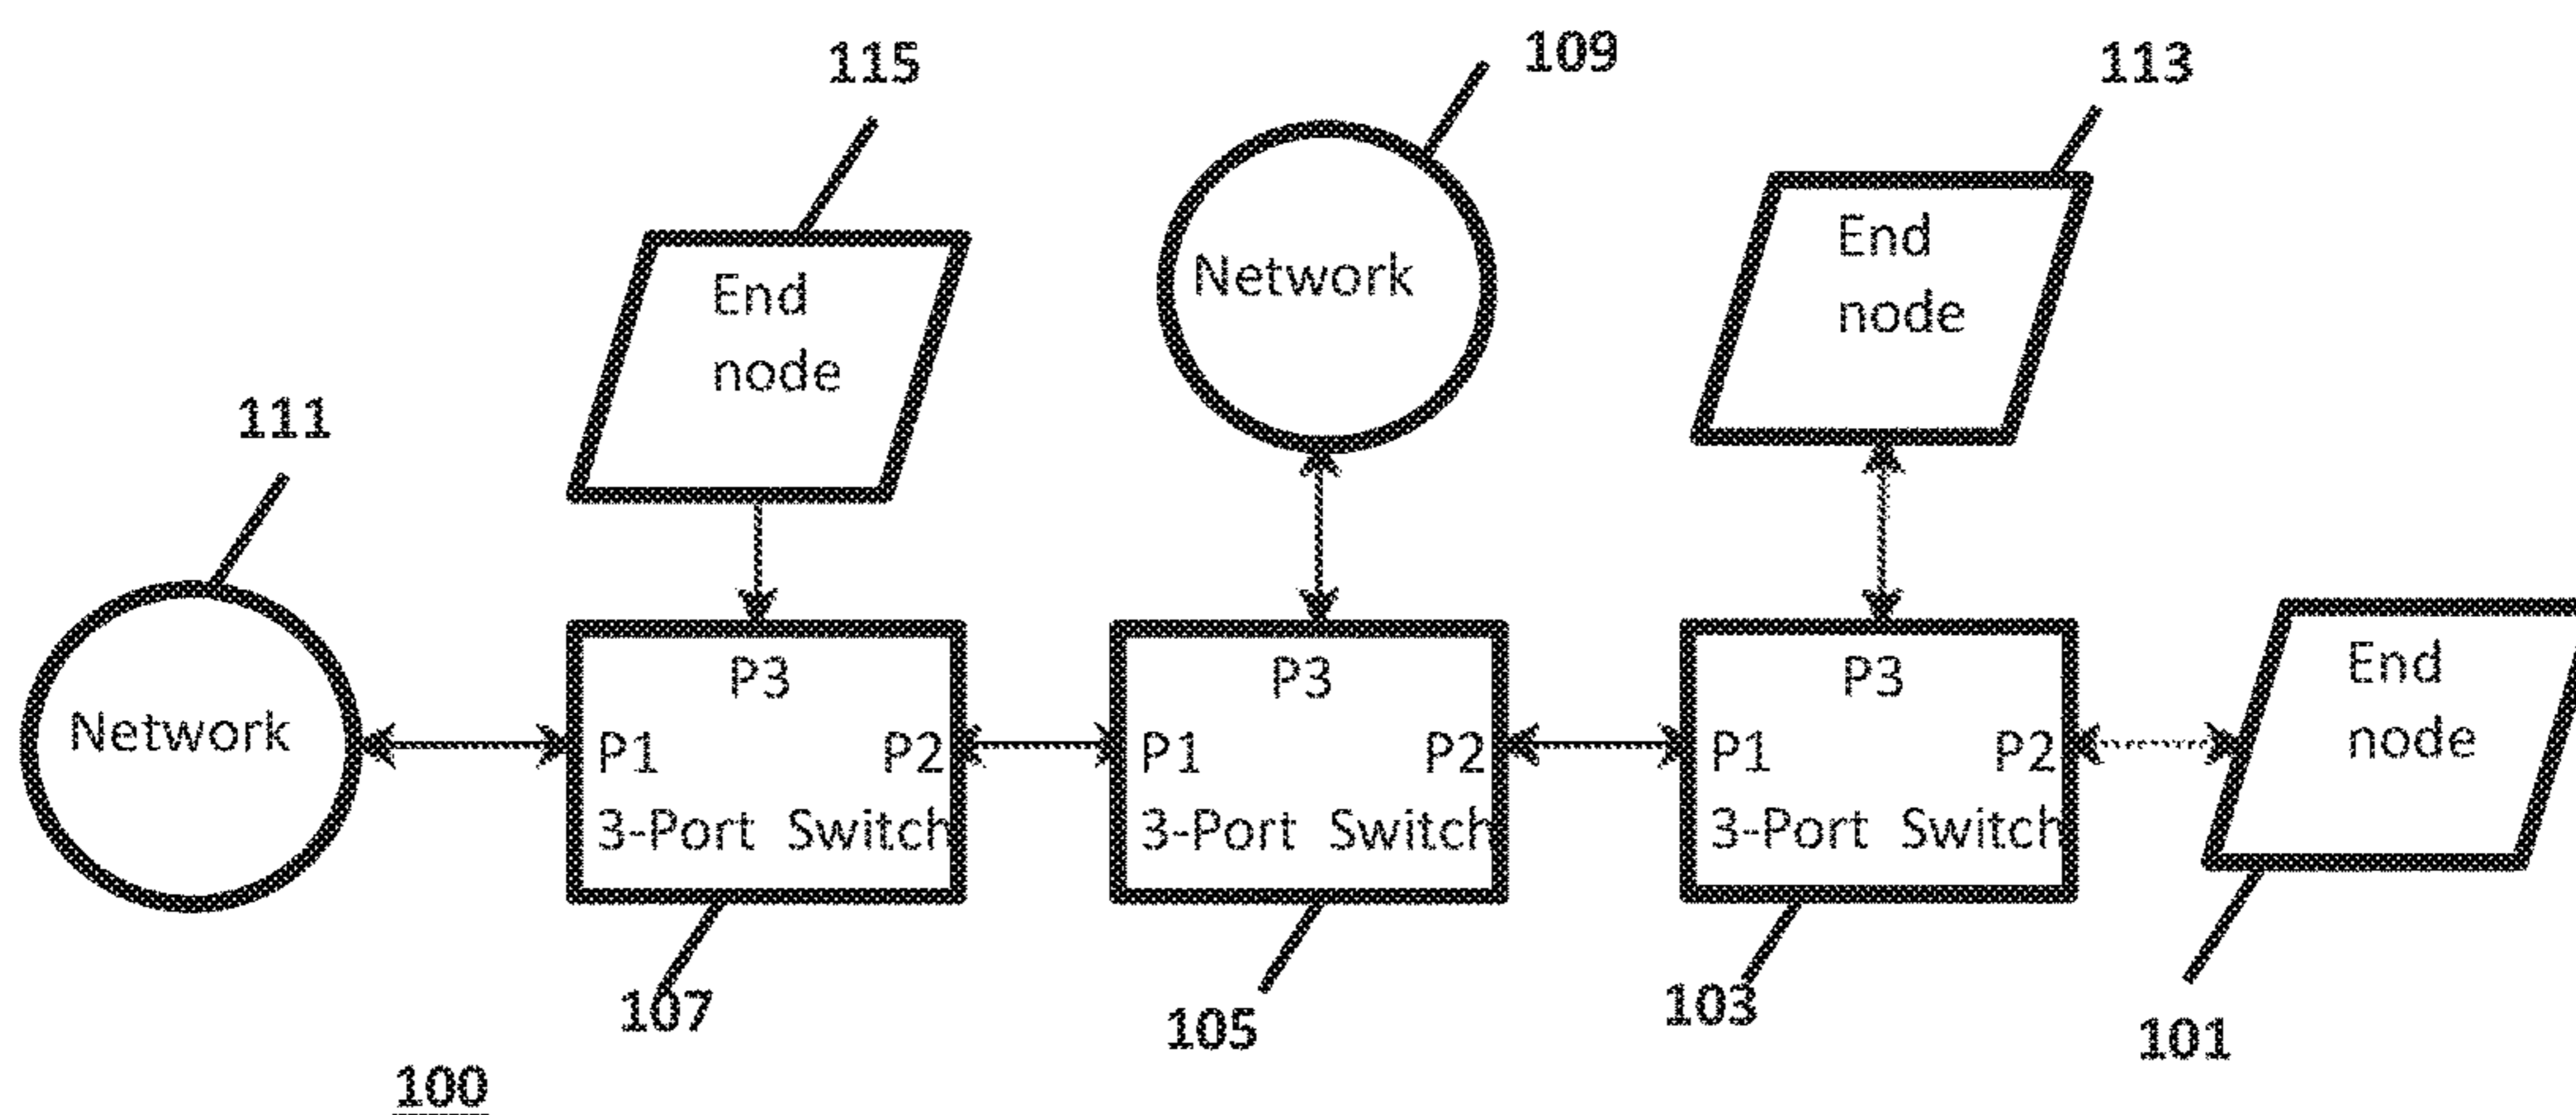 115
109
113
End
node
Network
End
node
111
Network
P3
P1 P2
3-Port Switch
P3
P1 P2
3-Port Switch
P3
P1 P2
3-Port Switch
End
node
107
105
103
101
100